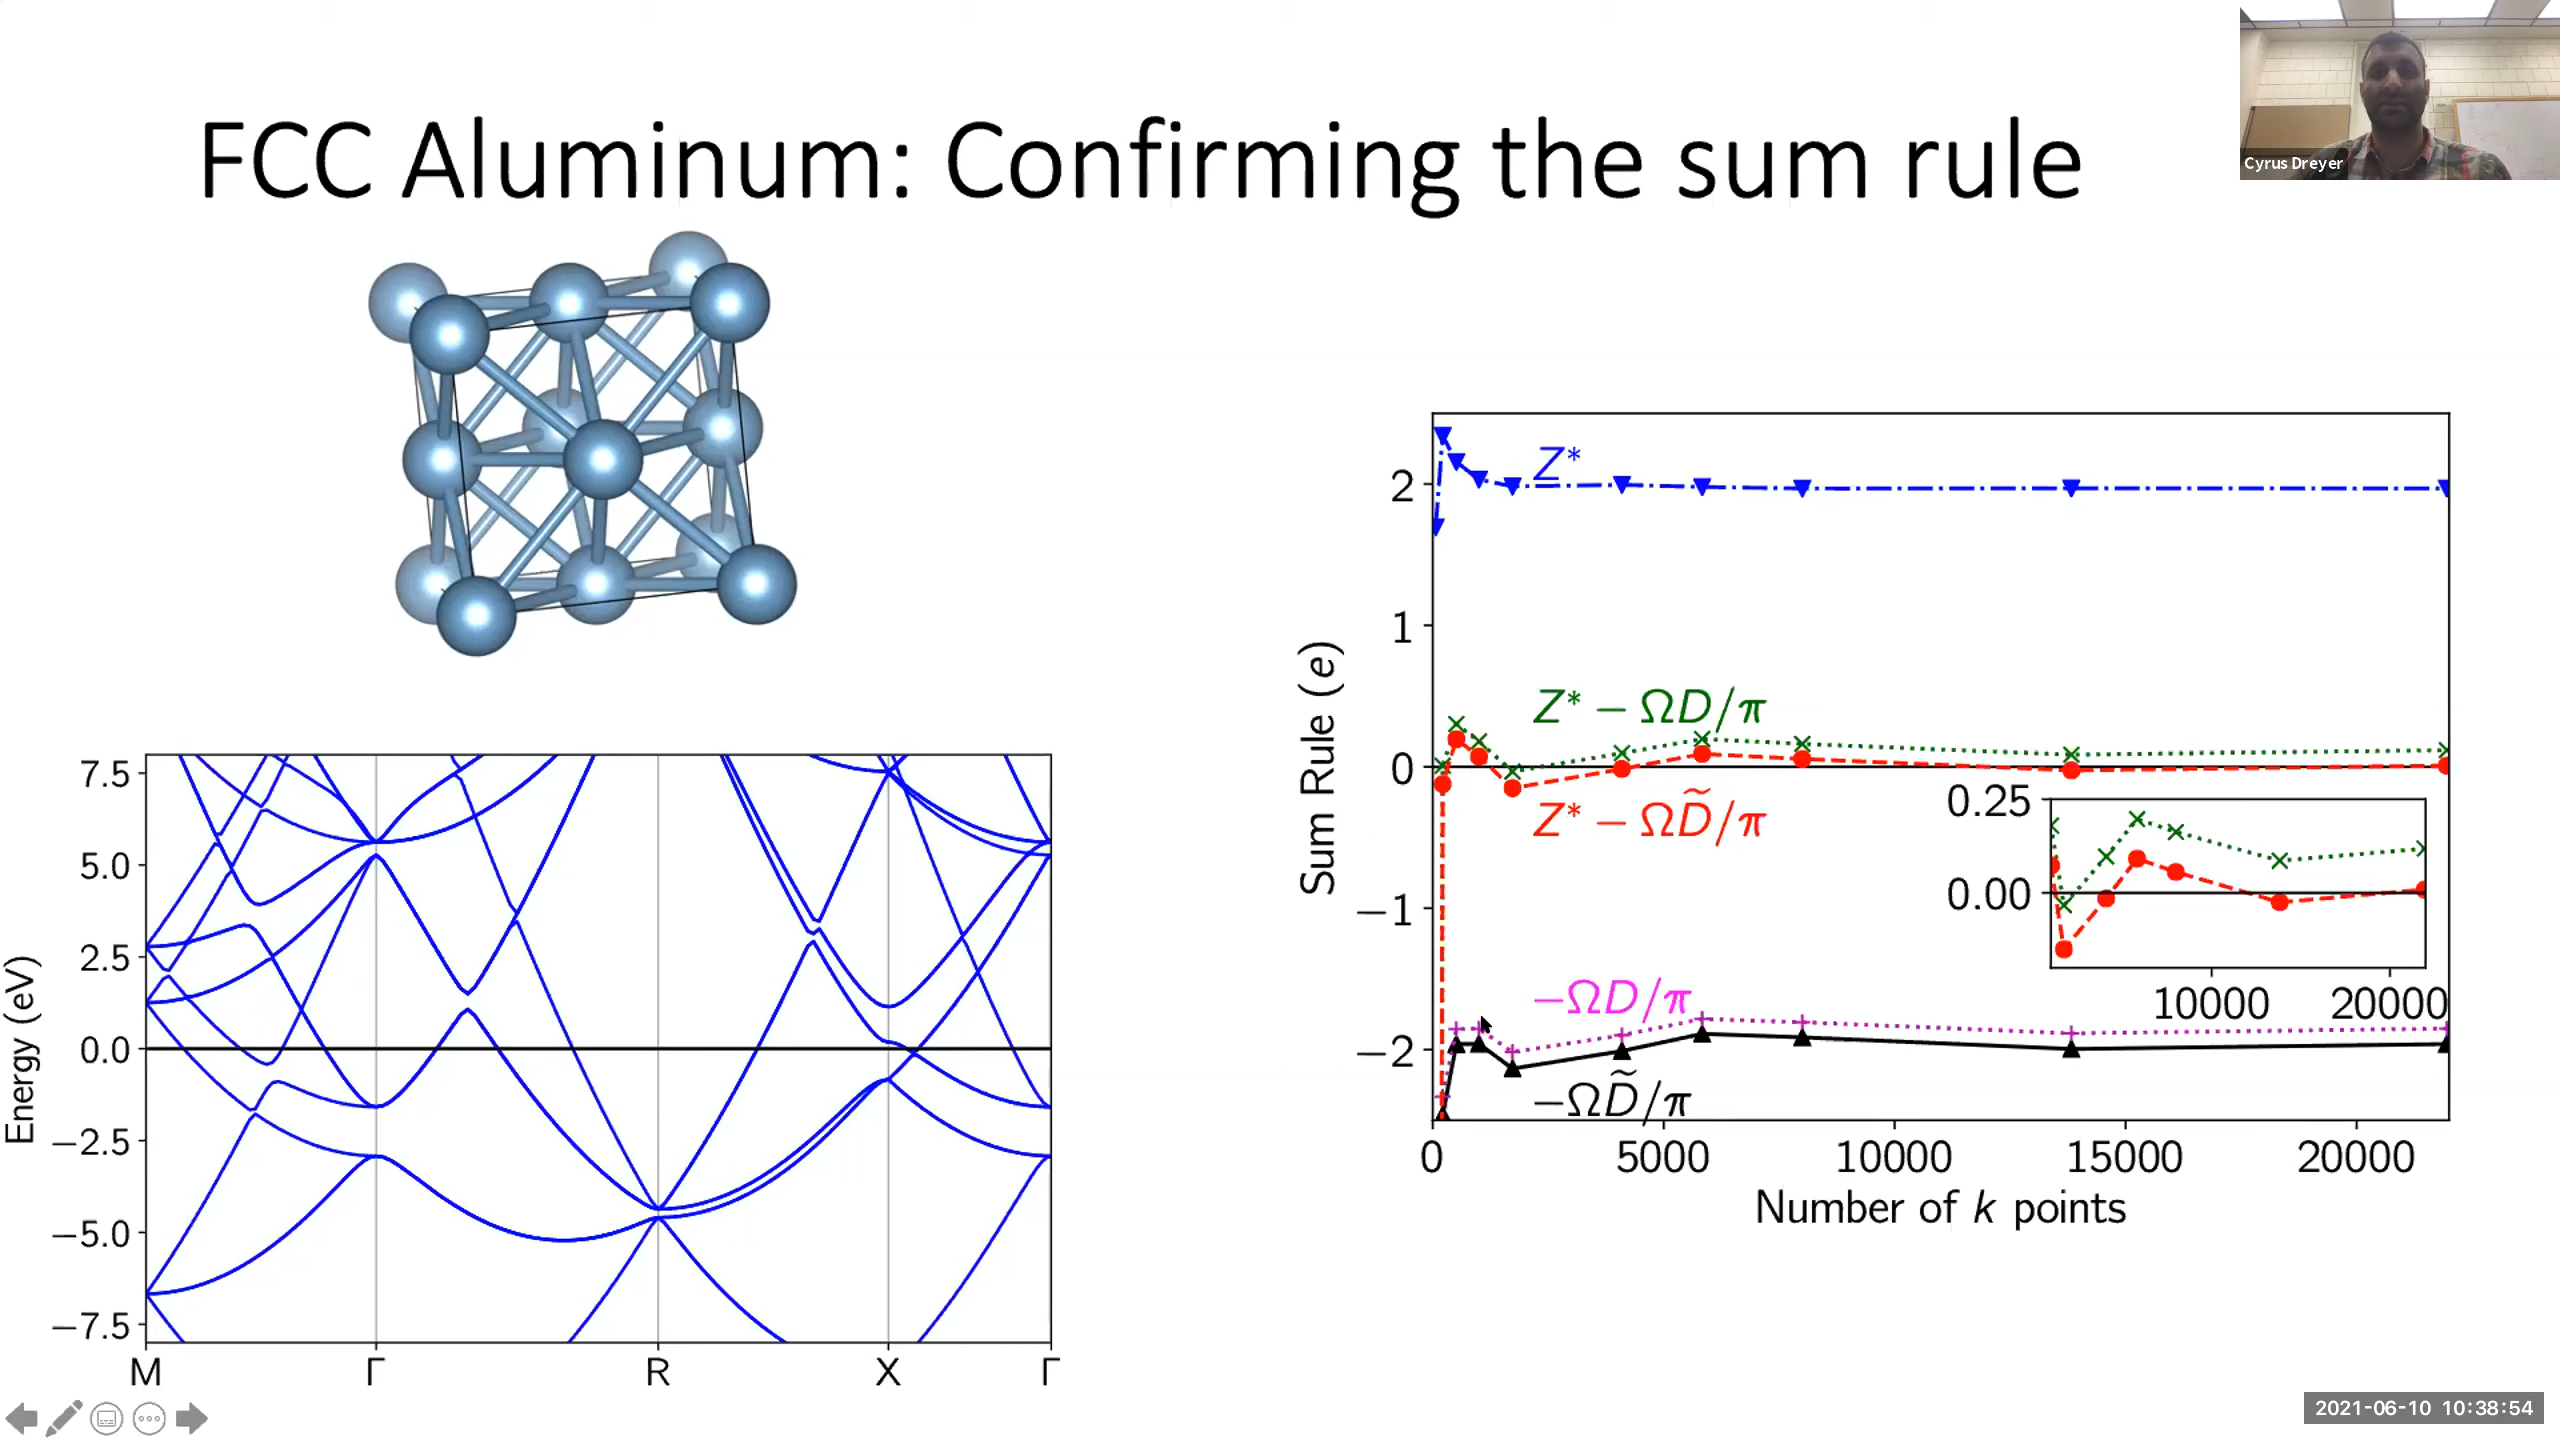 FCC Aluminum: Confirming the sum rule
Cyrus Dreyer
Energy (eV)
7.5
5.0
2.5
0.0
−2.5
−5.0
−7.5
M Γ R X Γ
Sum Rule (e)
2
1
0
−1
−2
Z*
Z* − ΩD/π
Z* − ΩD̃/π
−ΩD/π
−ΩD̃/π
0.25
0.00
10000 20000
0 5000 10000 15000 20000
Number of k points
2021-06-10 10:38:54